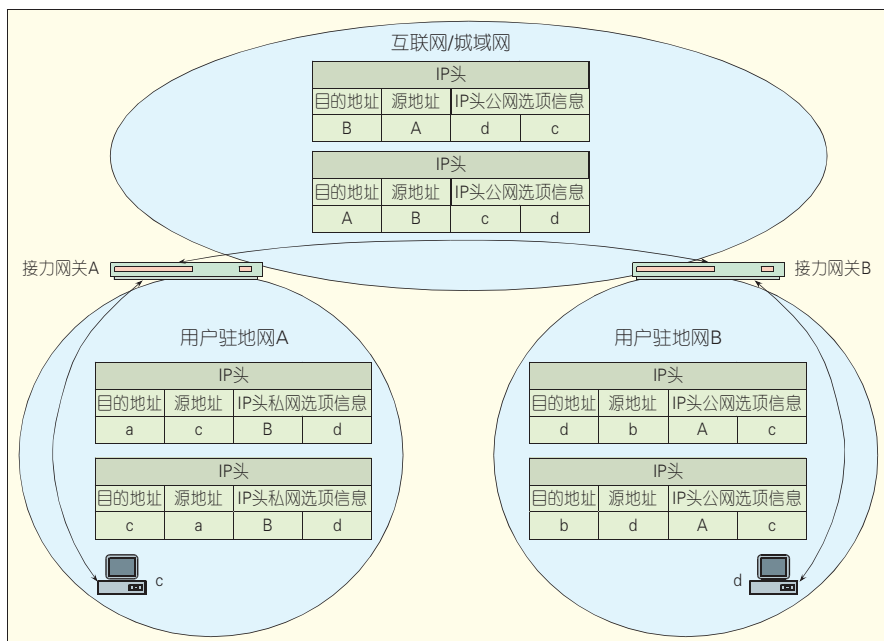 互联网/城域网
IP头
目的地址 源地址 IP头公网选项信息
B A d c
IP头
目的地址 源地址 IP头公网选项信息
A B c d
接力网关A
接力网关B
用户驻地网A
IP头
目的地址 源地址 IP头私网选项信息
a c B d
IP头
目的地址 源地址 IP头私网选项信息
c a B d
c
用户驻地网B
IP头
目的地址 源地址 IP头公网选项信息
d b A c
IP头
目的地址 源地址 IP头公网选项信息
b d A c
d